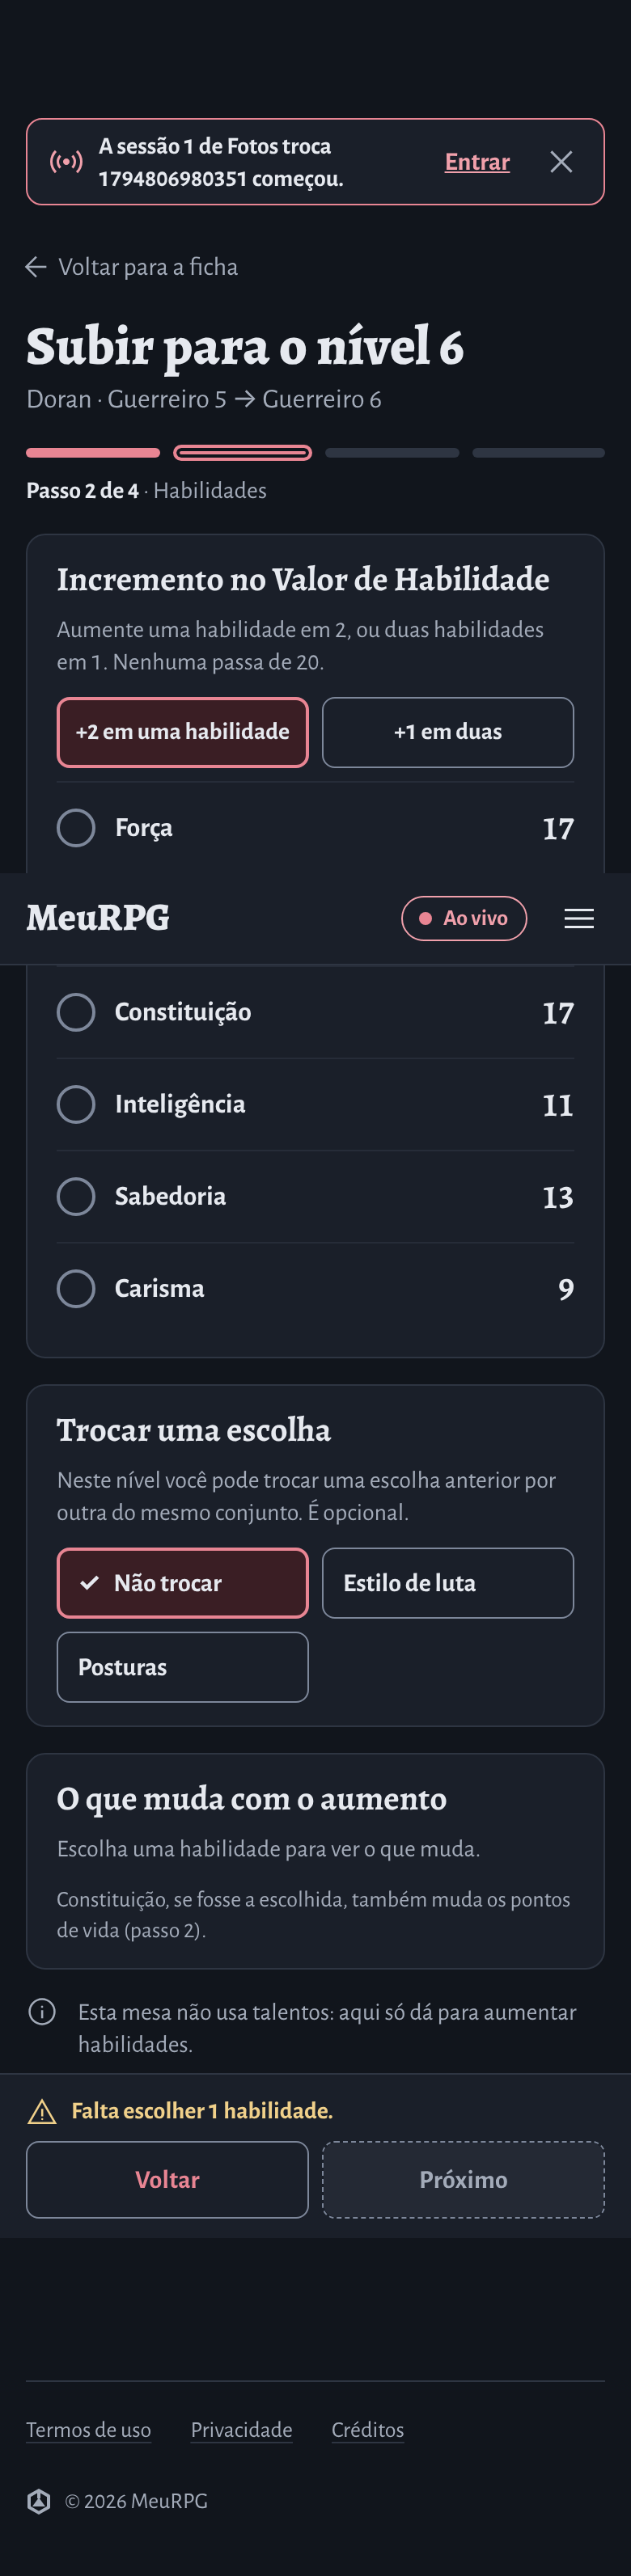 A sessão 1 de Fotos troca
1794806980351 começou.
Entrar
Voltar para a ficha
Subir para o nível 6
Doran · Guerreiro 5 → Guerreiro 6
Passo 2 de 4 · Habilidades
Incremento no Valor de Habilidade
Aumente uma habilidade em 2, ou duas habilidades
em 1. Nenhuma passa de 20.
+2 em uma habilidade
+1 em duas
Força 17
MeuRPG
Ao vivo
Constituição 17
Inteligência 11
Sabedoria 13
Carisma 9
Trocar uma escolha
Neste nível você pode trocar uma escolha anterior por
outra do mesmo conjunto. É opcional.
Não trocar
Estilo de luta
Posturas
O que muda com o aumento
Escolha uma habilidade para ver o que muda.
Constituição, se fosse a escolhida, também muda os pontos
de vida (passo 2).
Esta mesa não usa talentos: aqui só dá para aumentar
habilidades.
Falta escolher 1 habilidade.
Voltar
Próximo
Termos de uso
Privacidade
Créditos
© 2026 MeuRPG